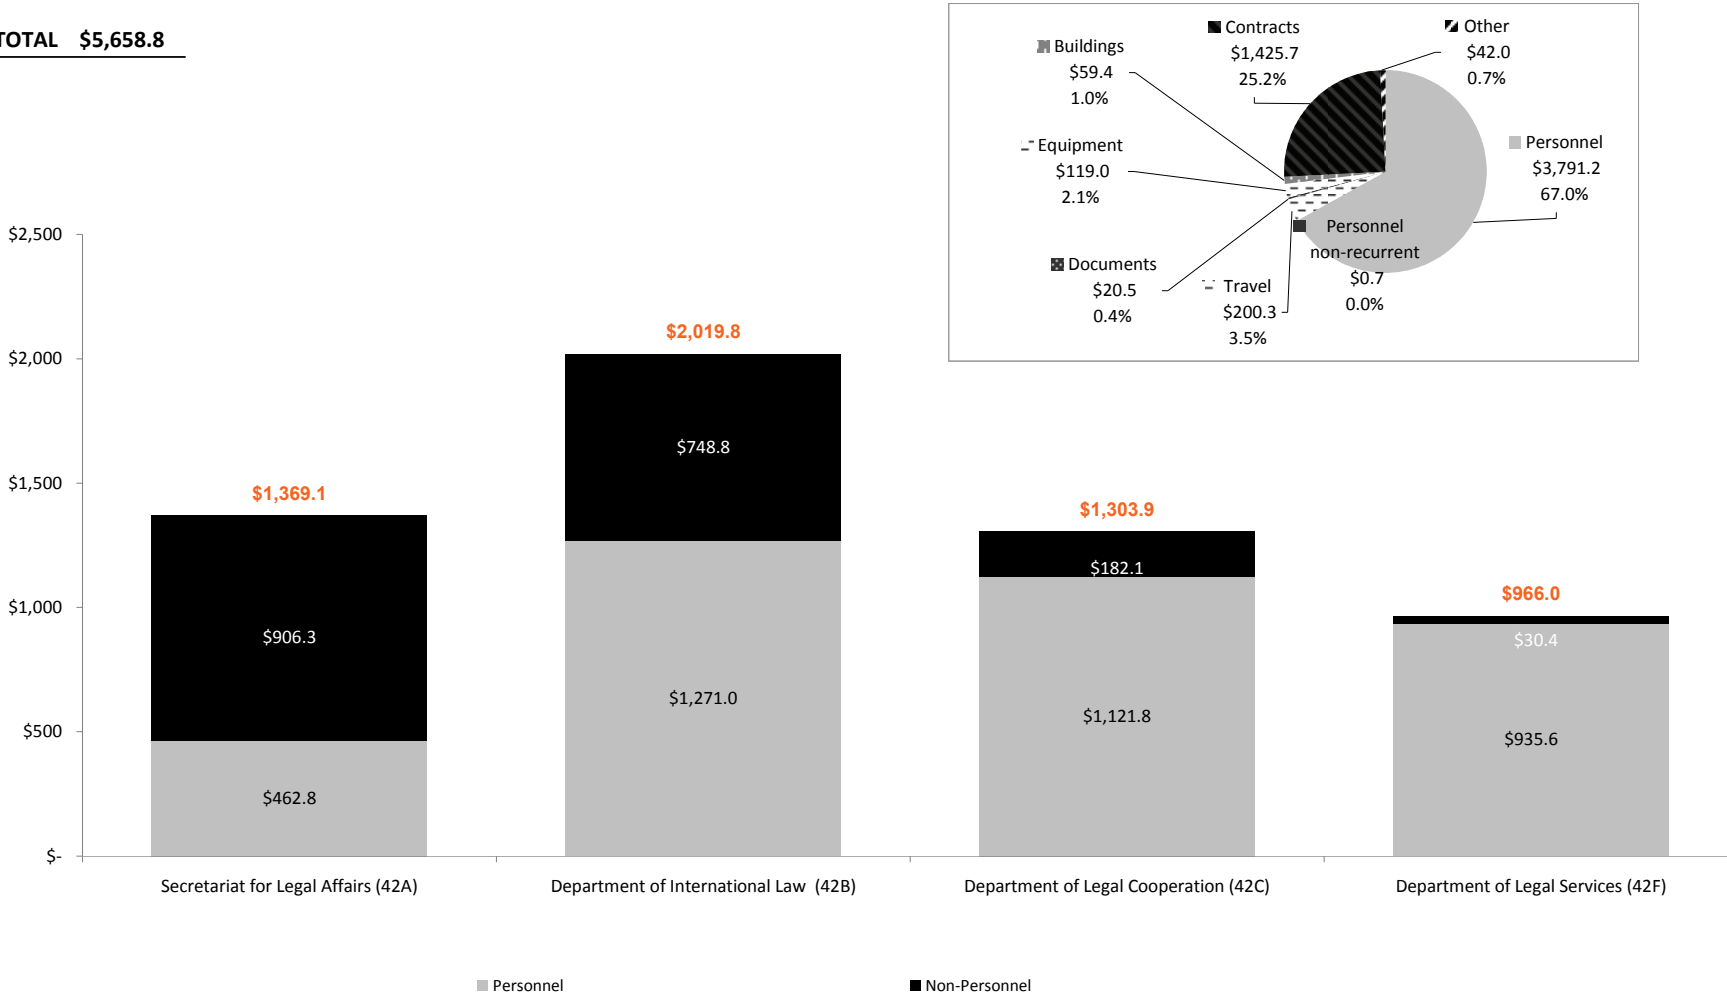 TOTAL $5,658.8
Contracts
$1,425.7
25.2%
Other
$42.0
0.7%
Buildings
$59.4
1.0%
Equipment
$119.0
2.1%
Personnel
$3,791.2
67.0%
Personnel
non-recurrent
$0.7
0.0%
Documents
$20.5
0.4%
Travel
$200.3
3.5%
$2,500
$2,000
$1,500
$1,000
$500
$-
$1,369.1
$906.3
$462.8
$2,019.8
$748.8
$1,271.0
$1,303.9
$182.1
$1,121.8
$966.0
$30.4
$935.6
Secretariat for Legal Affairs (42A)
Department of International Law (42B)
Department of Legal Cooperation (42C)
Department of Legal Services (42F)
Personnel
Non-Personnel